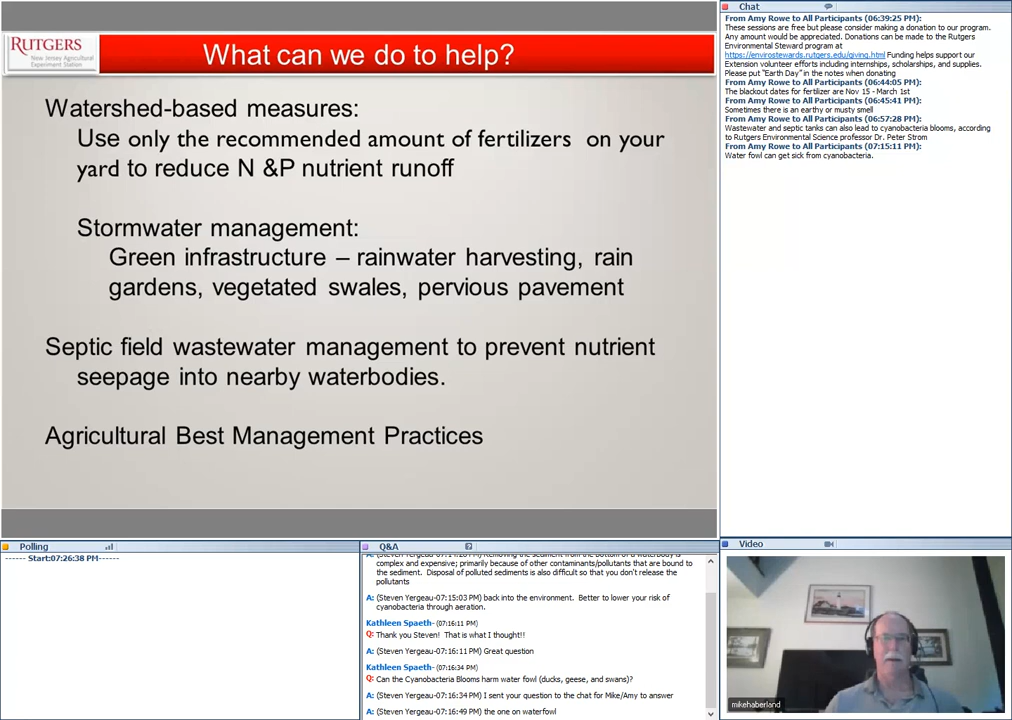 RUTGERS
New Jersey Agricultural
Experiment Station
What can we do to help?
Watershed-based measures:
Use only the recommended amount of fertilizers on your
yard to reduce N &P nutrient runoff
Stormwater management:
Green infrastructure – rainwater harvesting, rain
gardens, vegetated swales, pervious pavement
Septic field wastewater management to prevent nutrient
seepage into nearby waterbodies.
Agricultural Best Management Practices
Chat
From Amy Rowe to All Participants (06:39:25 PM):
These sessions are free but please consider making a donation to our program.
Any amount would be appreciated. Donations can be made to the Rutgers
Environmental Steward program at
https://envirostewards.rutgers.edu/giving.html Funding helps support our
Extension volunteer efforts including internships, scholarships, and supplies.
Please put "Earth Day" in the notes when donating
From Amy Rowe to All Participants (06:44:05 PM):
The blackout dates for fertilizer are Nov 15 - March 1st
From Amy Rowe to All Participants (06:45:41 PM):
Sometimes there is an earthy or musty smell
From Amy Rowe to All Participants (06:57:28 PM):
Wastewater and septic tanks can also lead to cyanobacteria blooms, according
to Rutgers Environmental Science professor Dr. Peter Strom
From Amy Rowe to All Participants (07:15:11 PM):
Water fowl can get sick from cyanobacteria.
Polling
------ Start:07:26:38 PM------
Q&A
complex and expensive; primarily because of other contaminants/pollutants that are bound to
the sediment. Disposal of polluted sediments is also difficult so that you don't release the
pollutants
A: (Steven Yergeau-07:15:03 PM) back into the environment. Better to lower your risk of
cyanobacteria through aeration.
Kathleen Spaeth- (07:16:11 PM)
Q: Thank you Steven! That is what I thought!!
A: (Steven Yergeau-07:16:11 PM) Great question
Kathleen Spaeth- (07:16:34 PM)
Q: Can the Cyanobacteria Blooms harm water fowl (ducks, geese, and swans)?
A: (Steven Yergeau-07:16:34 PM) I sent your question to the chat for Mike/Amy to answer
A: (Steven Yergeau-07:16:49 PM) the one on waterfowl
Video
mikehaberland